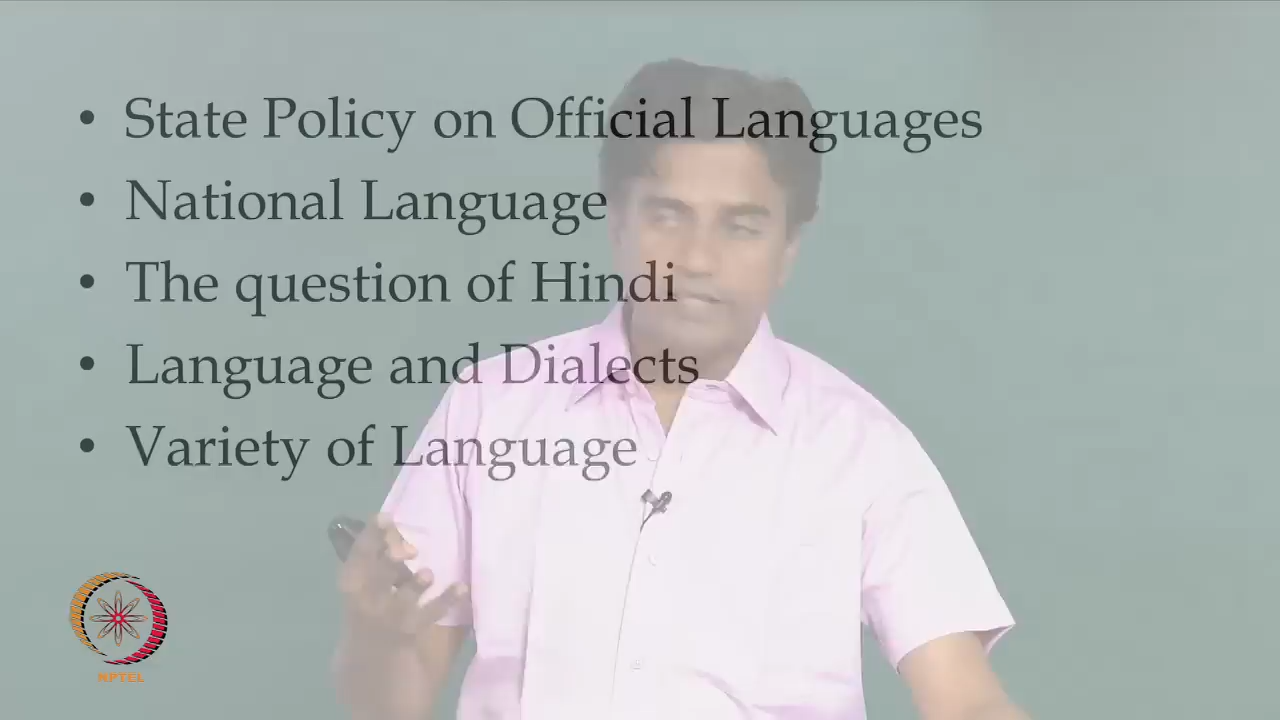 • State Policy on Official Languages
• National Language
• The question of Hindi
• Language and Dialects
• Variety of Language
NPTEL